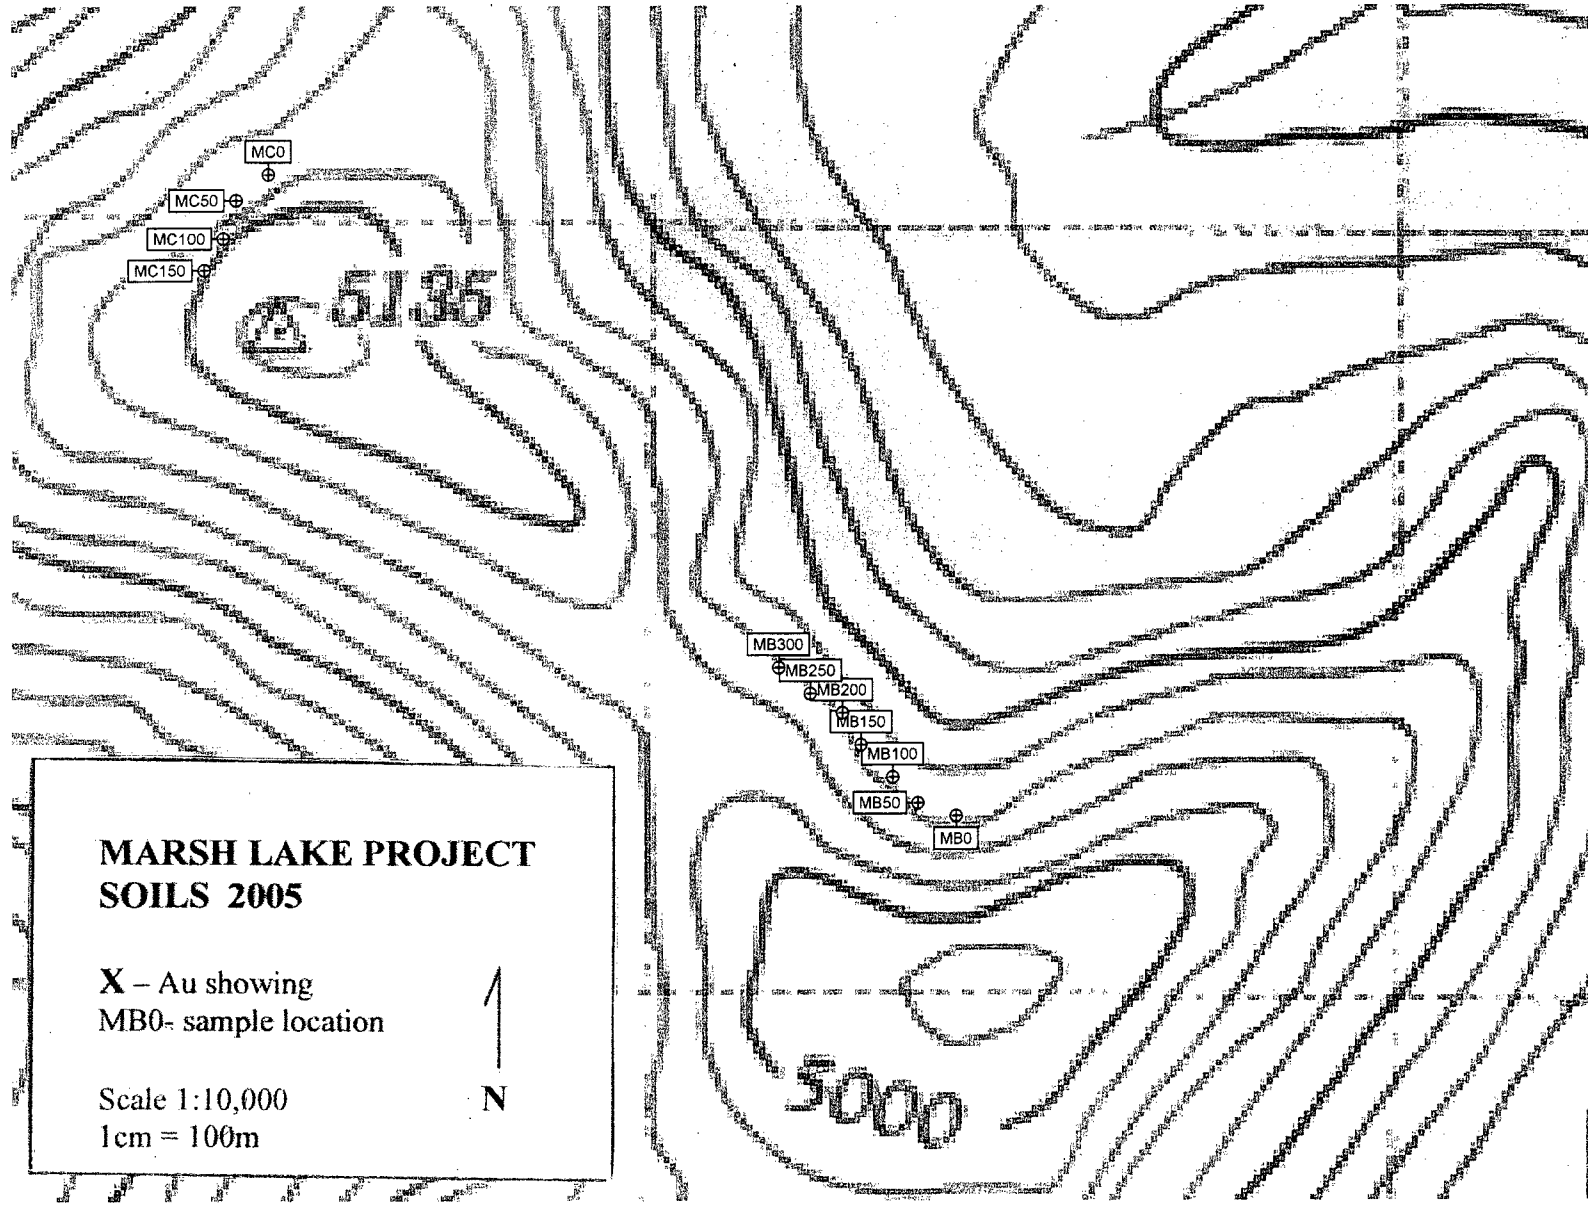 MC0
MC50
MC100
MC150
5135
MB300
MB250
MB200
MB150
MB100
MB50
MB0
5000
MARSH LAKE PROJECT
SOILS 2005
X – Au showing
MB0- sample location
N
Scale 1:10,000
1cm = 100m